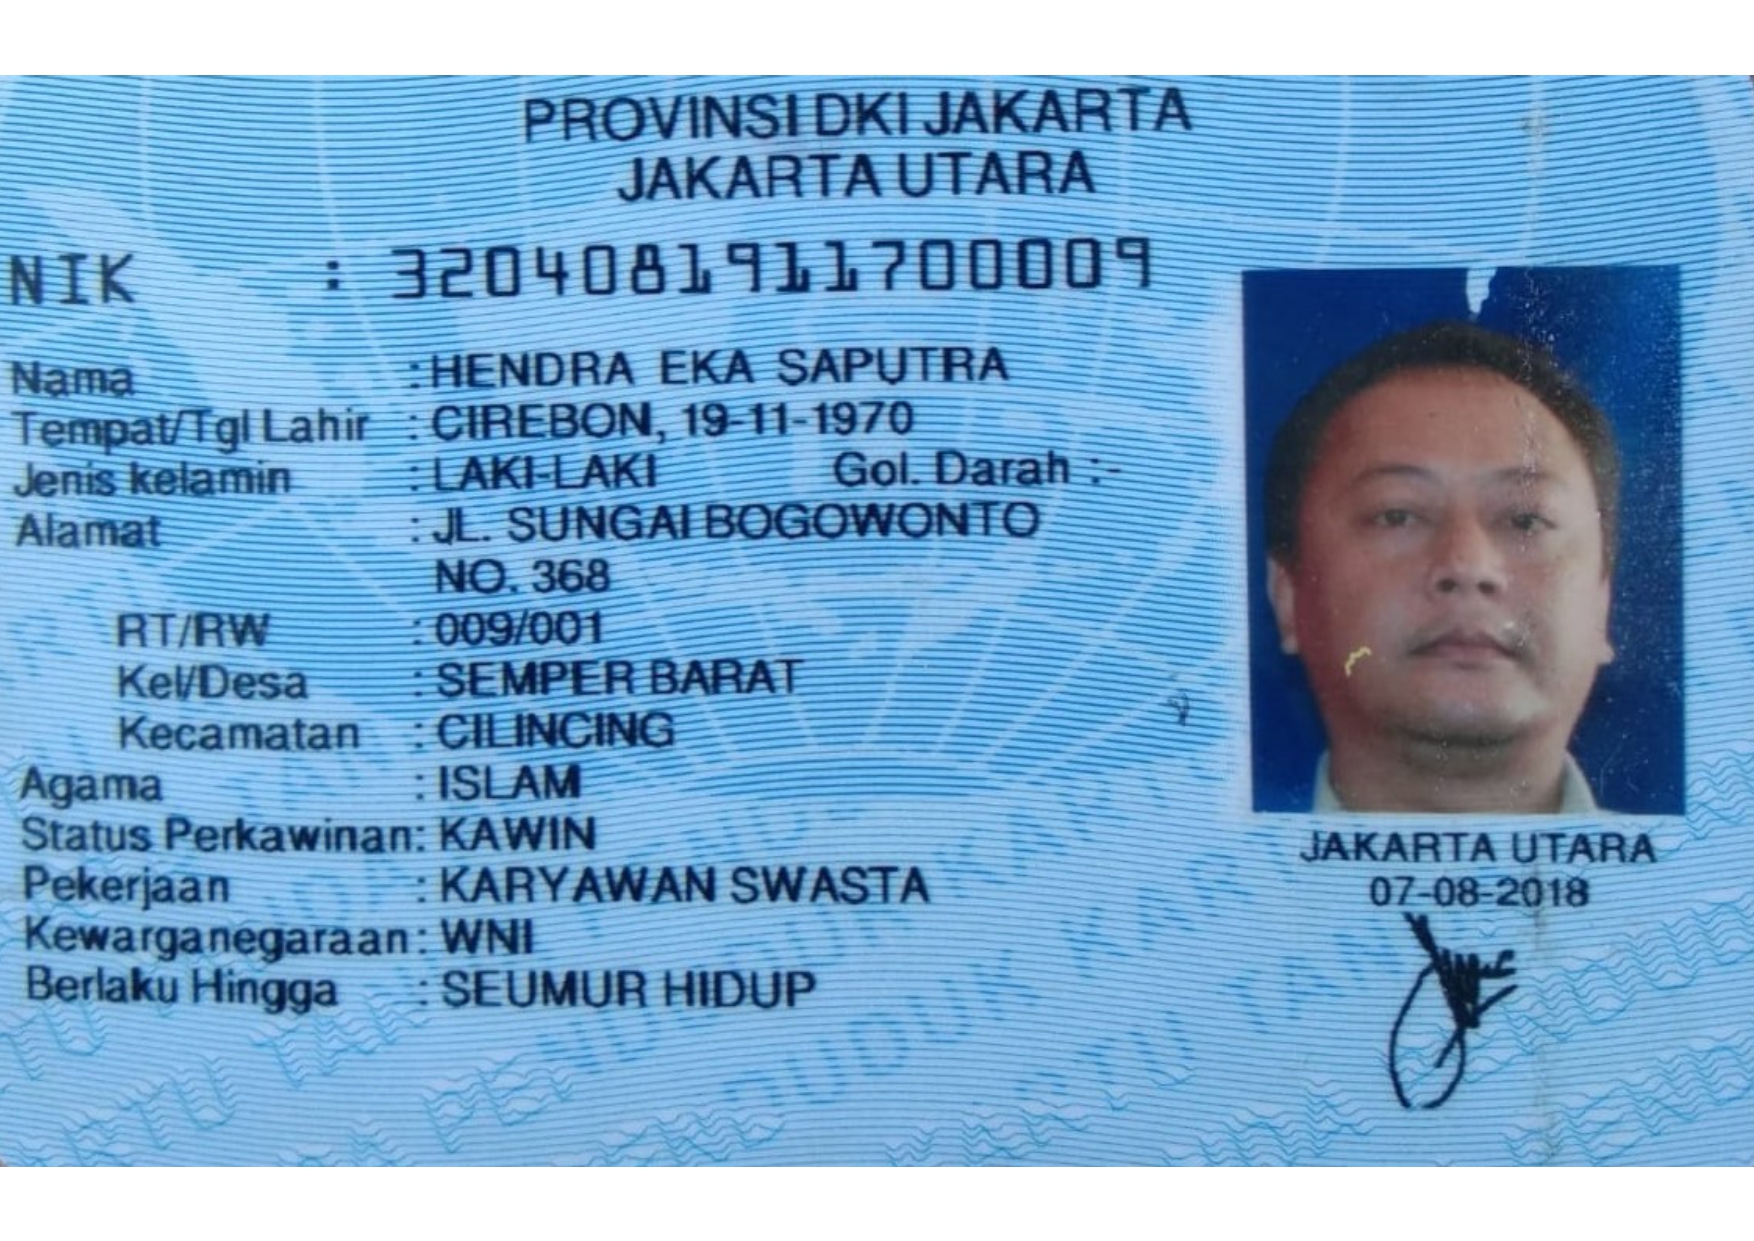 PROVINSI DKI JAKARTA
JAKARTA UTARA
NIK : 3204081911700009
Nama : HENDRA EKA SAPUTRA
Tempat/Tgl Lahir : CIREBON, 19-11-1970
Jenis kelamin : LAKI-LAKI Gol. Darah :-
Alamat : JL. SUNGAI BOGOWONTO
NO. 368
RT/RW : 009/001
Kel/Desa : SEMPER BARAT
Kecamatan : CILINCING
Agama : ISLAM
Status Perkawinan: KAWIN
Pekerjaan : KARYAWAN SWASTA
Kewarganegaraan: WNI
Berlaku Hingga : SEUMUR HIDUP
JAKARTA UTARA
07-08-2018